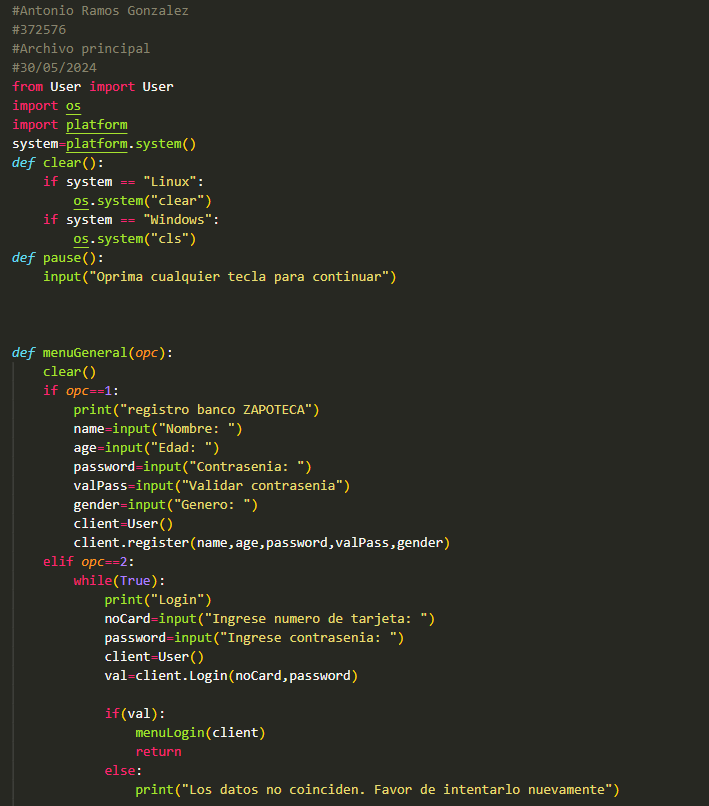 #Antonio Ramos Gonzalez
#372576
#Archivo principal
#30/05/2024
from User import User
import os
import platform
system=platform.system()
def clear():
    if system == "Linux":
        os.system("clear")
    if system == "Windows":
        os.system("cls")
def pause():
    input("Oprima cualquier tecla para continuar")
def menuGeneral(opc):
    clear()
    if opc==1:
        print("registro banco ZAPOTECA")
        name=input("Nombre: ")
        age=input("Edad: ")
        password=input("Contrasenia: ")
        valPass=input("Validar contrasenia")
        gender=input("Genero: ")
        client=User()
        client.register(name,age,password,valPass,gender)
    elif opc==2:
        while(True):
            print("Login")
            noCard=input("Ingrese numero de tarjeta: ")
            password=input("Ingrese contrasenia: ")
            client=User()
            val=client.Login(noCard,password)
            if(val):
                menuLogin(client)
                return
            else:
                print("Los datos no coinciden. Favor de intentarlo nuevamente")